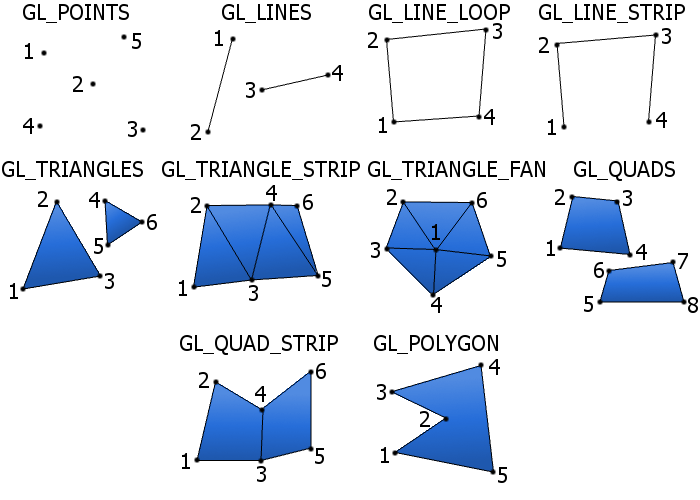 GL_POINTS GL_LINES GL_LINE_LOOP GL_LINE_STRIP
1 5 2 4 3
1 3 4 2
2 3 1 4
2 3 1 4
GL_TRIANGLES GL_TRIANGLE_STRIP GL_TRIANGLE_FAN GL_QUADS
2 4 6 5 3 1
2 4 6 1 3 5
2 6 1 3 5 4
2 3 1 4 6 7 5 8
GL_QUAD_STRIP GL_POLYGON
2 4 6 1 3 5
4 3 2 1 5